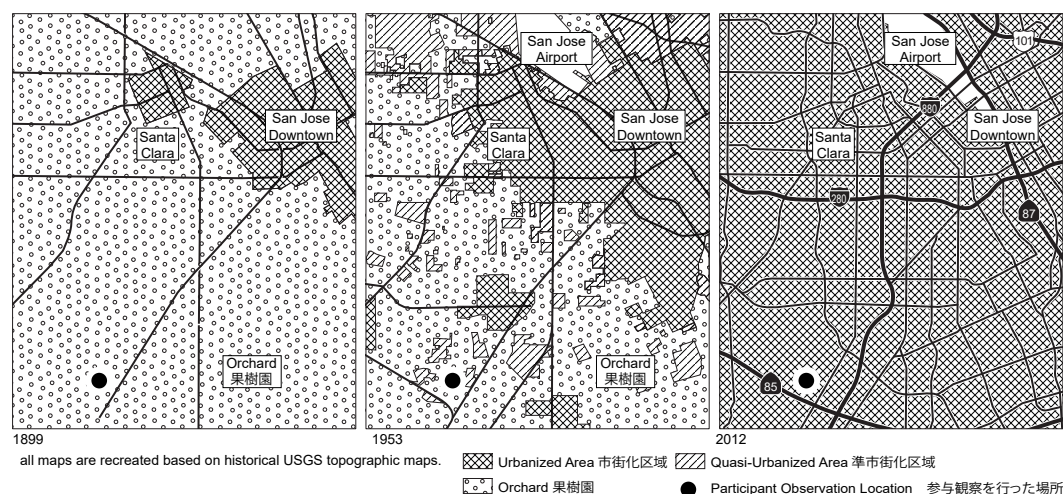 Santa
Clara
San Jose
Downtown
Orchard
果樹園
1899
San Jose
Airport
Santa
Clara
San Jose
Downtown
Orchard
果樹園
1953
San Jose
Airport
101
880
Santa
Clara
San Jose
Downtown
280
87
85
2012
all maps are recreated based on historical USGS topographic maps.
Urbanized Area 市街化区域
Quasi-Urbanized Area 準市街化区域
Orchard 果樹園
Participant Observation Location 参与観察を行った場所